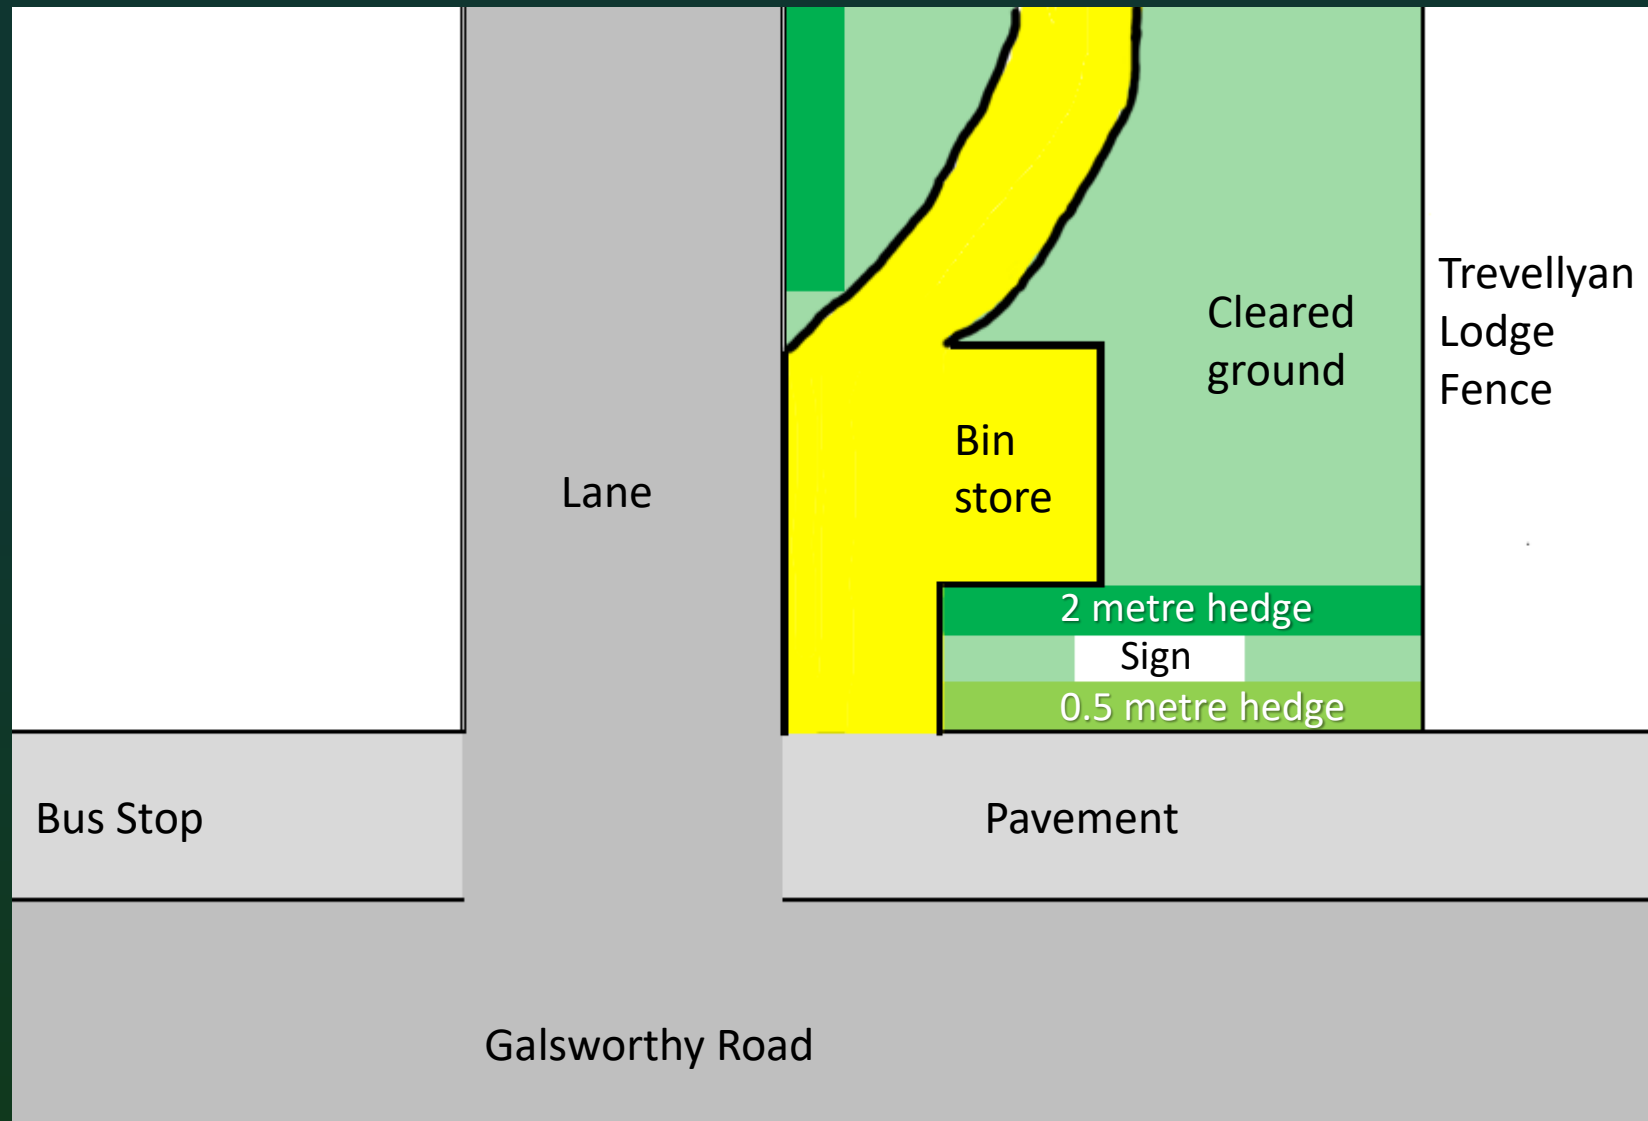 Trevellyan
Lodge
Fence
Cleared
ground
Bin
store
Lane
2 metre hedge
Sign
0.5 metre hedge
Bus Stop
Pavement
Galsworthy Road